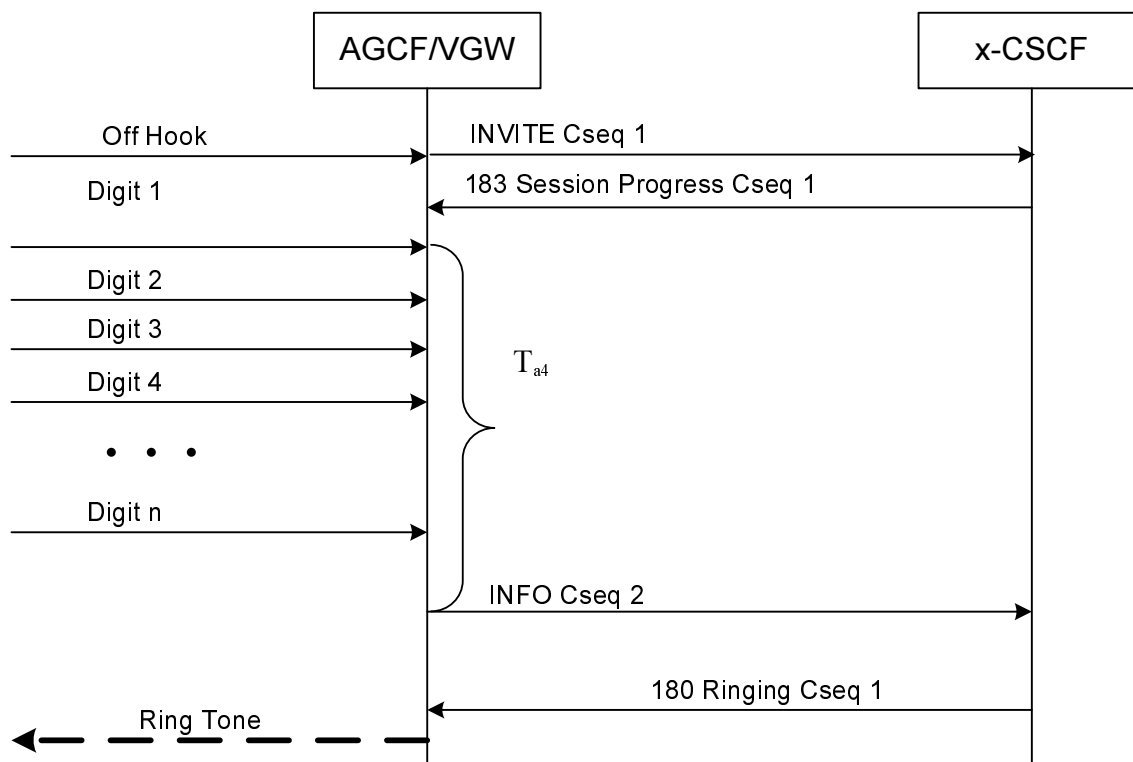 AGCF/VGW
x-CSCF
Off Hook
INVITE Cseq 1
Digit 1
183 Session Progress Cseq 1
Digit 2
Digit 3
Ta4
Digit 4
• • •
Digit n
INFO Cseq 2
180 Ringing Cseq 1
Ring Tone